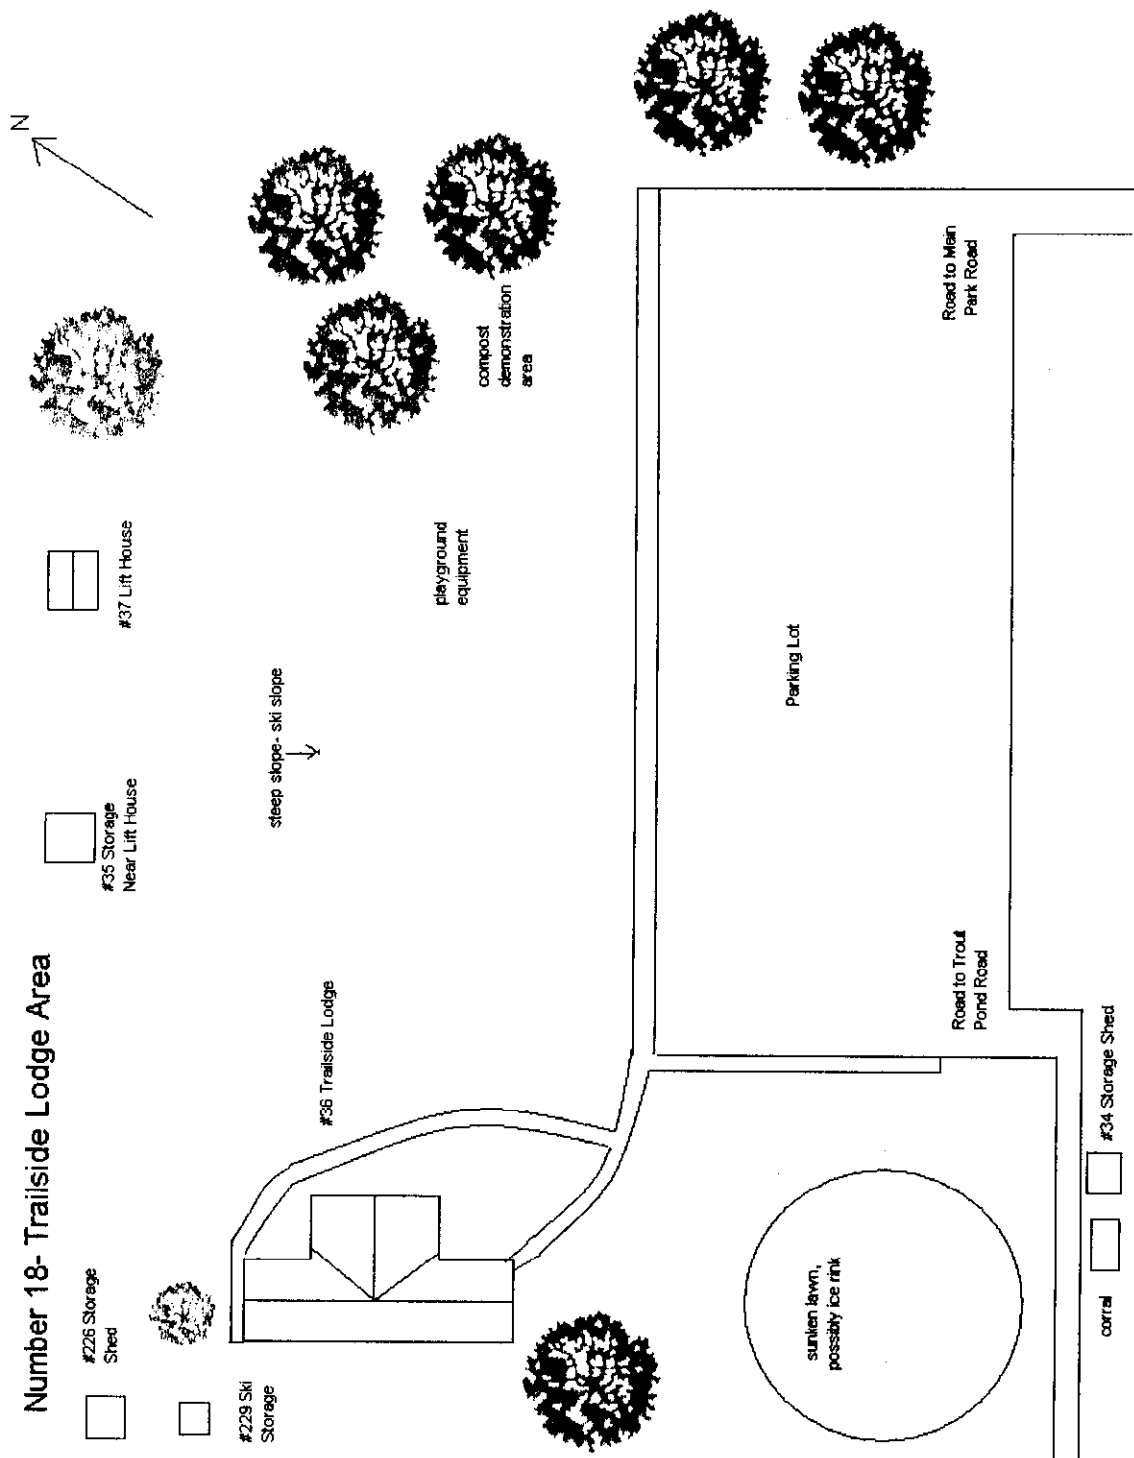 Number 18- Trailside Lodge Area
N
#226 Storage
Shed
#229 Ski
Storage
#35 Storage
Near Lift House
#37 Lift House
steep slope- ski slope
#36 Trailside Lodge
playground
equipment
compost
demonstration
area
Parking Lot
Road to Main
Park Road
Road to Trout
Pond Road
sunken lawn,
possibly ice rink
corral
#34 Storage Shed